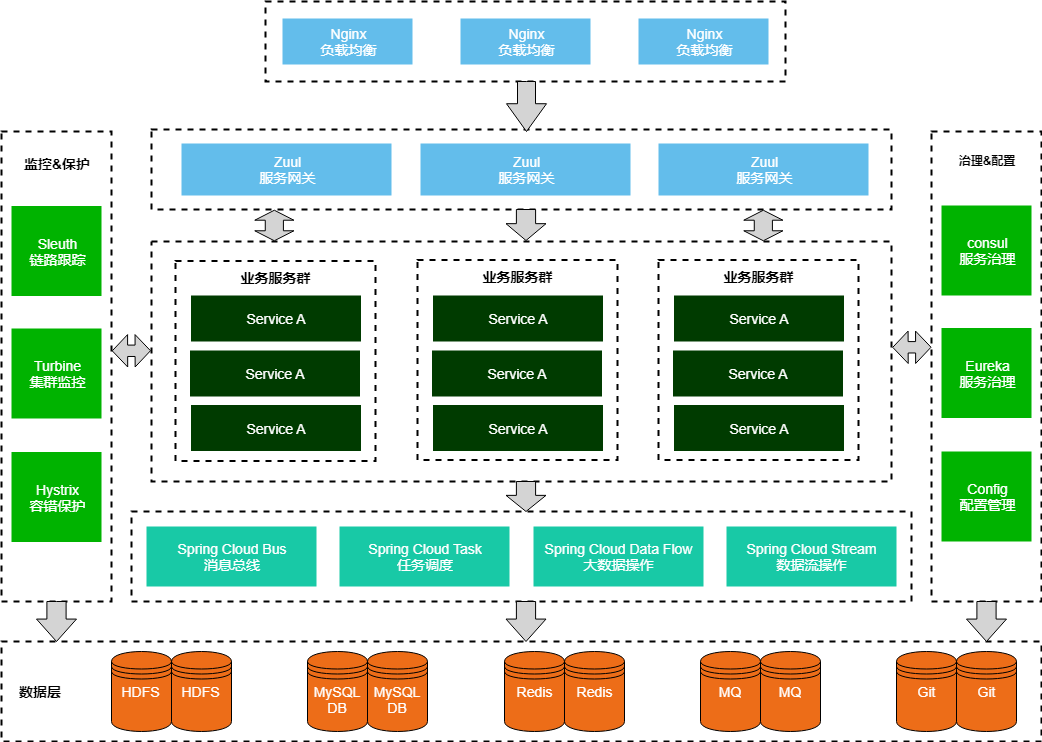 Nginx
负载均衡
Nginx
负载均衡
Nginx
负载均衡
Zuul
服务网关
Zuul
服务网关
Zuul
服务网关
监控&保护
Sleuth
链路跟踪
Turbine
集群监控
Hystrix
容错保护
业务服务群
Service A
Service A
Service A
业务服务群
Service A
Service A
Service A
业务服务群
Service A
Service A
Service A
治理&配置
consul
服务治理
Eureka
服务治理
Config
配置管理
Spring Cloud Bus
消息总线
Spring Cloud Task
任务调度
Spring Cloud Data Flow
大数据操作
Spring Cloud Stream
数据流操作
数据层
HDFS
HDFS
MySQL
DB
MySQL
DB
Redis
Redis
MQ
MQ
Git
Git